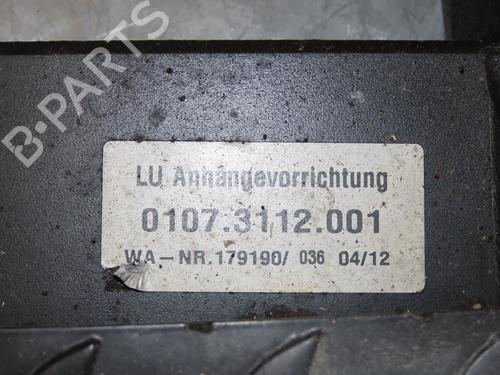 B-PARTS
LU Anhängevorrichtung
0107.3112.001
WA-NR.179190/ 036 04/12